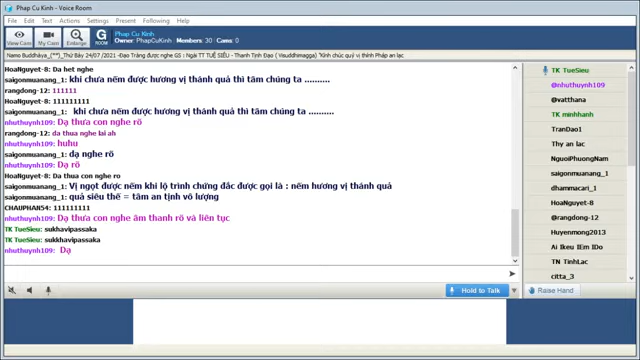 Phap Cu Kinh - Voice Room
File Text Actions Settings Present Following Help
View Cam
My Cam
Enlarge
G
ROOM
Phap Cu Kinh
Owner: PhapCuKinh Members: 30 Cams: 0
Namo Buddhàya_(**)_Thứ Bảy 24/07/2021 -Đạo Tràng được nghe GS : Ngài TT TUỆ SIÊU - Thanh Tịnh Đạo ( Visuddhimagga) "Kính chúc quý vị thính Pháp an lạc
HoaNguyet-8: Da het nghe
saigonmuanang_1: khi chưa nếm được hương vị thánh quả thì tâm chúng ta ..........
rangdong-12: 111111
HoaNguyet-8: 111111111
saigonmuanang_1: khi chưa nếm được hương vị thánh quả thì tâm chúng ta ..........
nhuthuynh109: Dạ thưa con nghe rõ
rangdong-12: da thua nghe lai ah
nhuthuynh109: huhu
saigonmuanang_1: dạ nghe rõ
nhuthuynh109: Dạ rõ
HoaNguyet-8: Da thua con nghe ro
saigonmuanang_1: Vị ngọt được nếm khi lộ trình chứng đắc được gọi là : nếm hương vị thánh quả
saigonmuanang_1: quả siêu thế = tâm an tịnh vô lượng
CHAUPHAN54: 111111111
nhuthuynh109: Dạ thưa con nghe âm thanh rõ và liên tục
TK TueSieu: sukhavipassaka
TK TueSieu: sukkhavipassaka
nhuthuynh109: Dạ
TK TueSieu
@nhuthuynh109
@vatthana
TK minhhanh
TranDao1
Thy an lac
NguoiPhuongNam
saigonmuanang_1
dhammacari_1
HoaNguyet-8
@rangdong-12
Huyenmong2013
Ai Ikeu IEm IDo
TN TinhLac
citta_3
Hold to Talk
Raise Hand